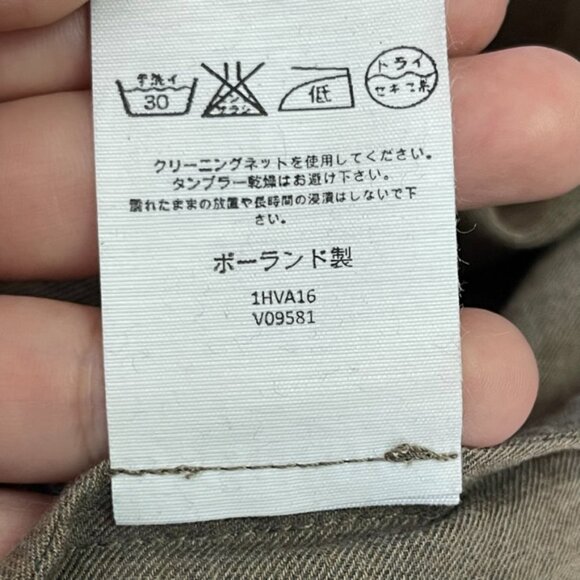 手洗イ
30
エンソ
サラシ
低
ドライ
セキユ系
クリーニングネットを使用してください。
タンブラー乾燥はお避け下さい。
濡れたままの放置や長時間の浸漬はしないで下
さい。
ポーランド製
1HVA16
V09581